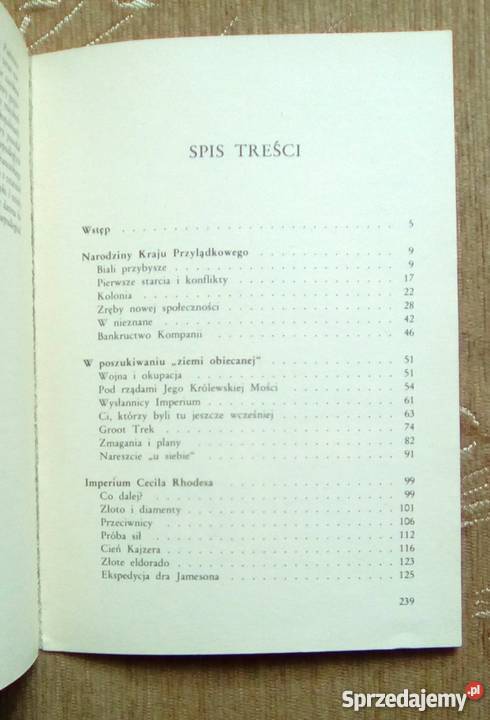 SPIS TREŚCI
Wstęp . . . . . . . . . . . . . . . . . . 5
Narodziny Kraju Przylądkowego . . . . . . . . . 9
Biali przybysze . . . . . . . . . . . . . . . 9
Pierwsze starcia i konflikty . . . . . . . . . . 17
Kolonia . . . . . . . . . . . . . . . . . . 22
Zręby nowej społeczności . . . . . . . . . . . 28
W nieznane . . . . . . . . . . . . . . . . 42
Bankructwo Kompanii . . . . . . . . . . . . 46
W poszukiwaniu „ziemi obiecanej” . . . . . . . . 51
Wojna i okupacja . . . . . . . . . . . . . . 51
Pod rządami Jego Królewskiej Mości . . . . . . . 54
Wysłannicy Imperium . . . . . . . . . . . . 61
Ci, którzy byli tu jeszcze wcześniej . . . . . . . 63
Groot Trek . . . . . . . . . . . . . . . . 74
Zmagania i plany . . . . . . . . . . . . . . 82
Nareszcie „u siebie” . . . . . . . . . . . . . 91
Imperium Cecila Rhodesa . . . . . . . . . . . . 99
Co dalej? . . . . . . . . . . . . . . . . . 99
Złoto i diamenty . . . . . . . . . . . . . . 101
Przeciwnicy . . . . . . . . . . . . . . . . 106
Próba sił . . . . . . . . . . . . . . . . . 112
Cień Kajzera . . . . . . . . . . . . . . . . 116
Złote eldorado . . . . . . . . . . . . . . . 123
Ekspedycja dra Jamesona . . . . . . . . . . . 125
239
Sprzedajemy.pl